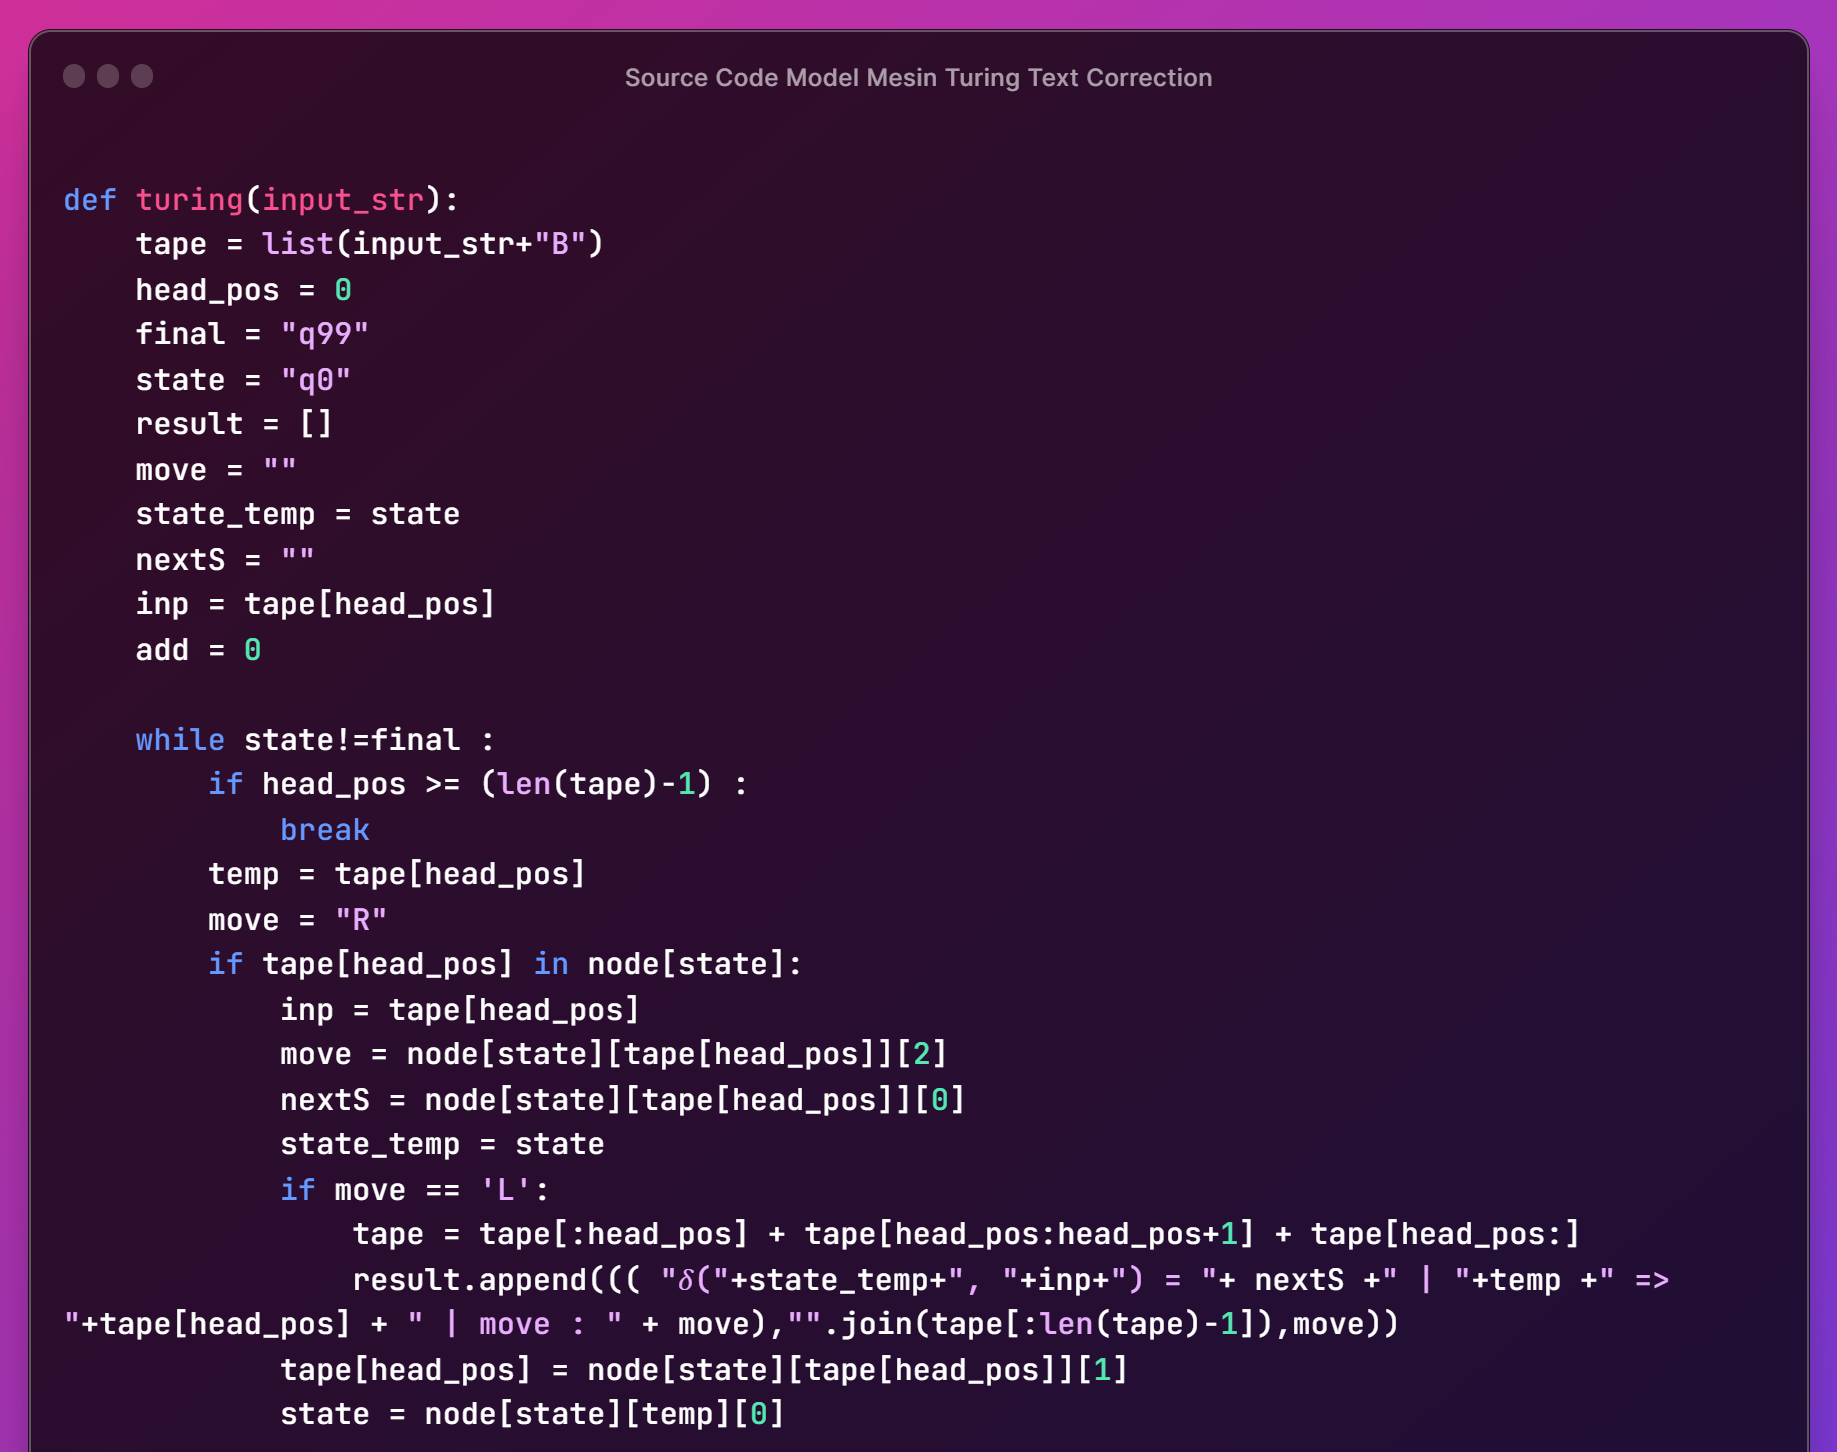 Source Code Model Mesin Turing Text Correction
def turing(input_str):
    tape = list(input_str+"B")
    head_pos = 0
    final = "q99"
    state = "q0"
    result = []
    move = ""
    state_temp = state
    nextS = ""
    inp = tape[head_pos]
    add = 0
    while state!=final :
        if head_pos >= (len(tape)-1) :
            break
        temp = tape[head_pos]
        move = "R"
        if tape[head_pos] in node[state]:
            inp = tape[head_pos]
            move = node[state][tape[head_pos]][2]
            nextS = node[state][tape[head_pos]][0]
            state_temp = state
            if move == 'L':
                tape = tape[:head_pos] + tape[head_pos:head_pos+1] + tape[head_pos:]
                result.append((( "δ("+state_temp+", "+inp+") = "+ nextS +" | "+temp +" =>
"+tape[head_pos] + " | move : " + move),"".join(tape[:len(tape)-1]),move))
            tape[head_pos] = node[state][tape[head_pos]][1]
            state = node[state][temp][0]